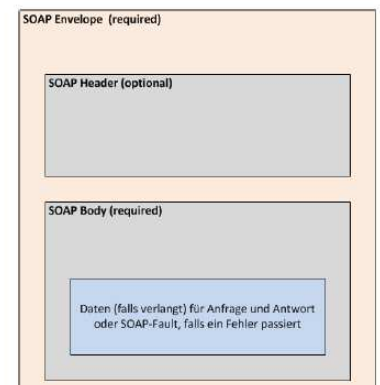 SOAP Envelope (required)
SOAP Header (optional)
SOAP Body (required)
Daten (falls verlangt) für Anfrage und Antwort
oder SOAP-Fault, falls ein Fehler passiert